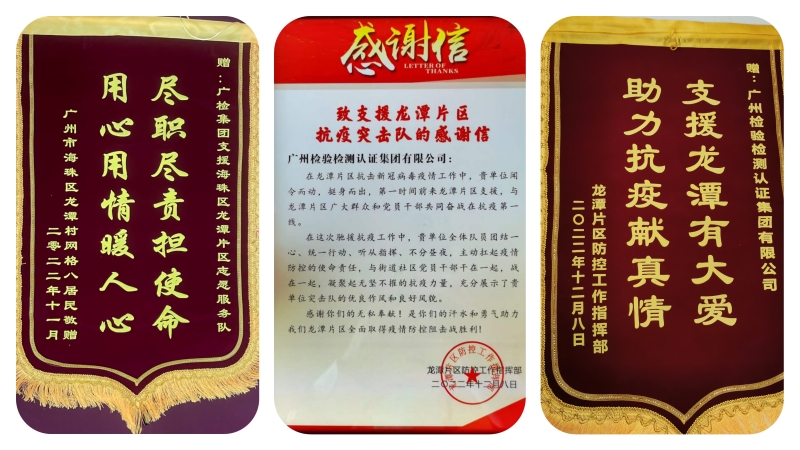 赠：广检集团支援海珠区龙潭片区志愿服务队
尽职尽责担使命
用心用情暖人心
广州市海珠区龙潭村网格八居民敬赠
二零二二年十一月
感谢信
LETTER OF
THANKS
致支援龙潭片区
抗疫突击队的感谢信
广州检验检测认证集团有限公司：
在龙潭片区抗击新冠病毒疫情工作中，贵单位闻
令而动，挺身而出，第一时间前来龙潭片区支援，与
龙潭片区广大群众和党员干部共同奋战在抗疫第一
线。
在这次驰援抗疫工作中，贵单位全体队员团结一
心、统一行动、听从指挥、不分昼夜，主动扛起疫情
防控的使命责任，与街道社区党员干部干在一起，战
在一起，凝聚起无坚不摧的抗疫力量，充分展示了贵
单位突击队的优良作风和良好风貌。
感谢你们的无私奉献！是你们的汗水和勇气助力
我们龙潭片区全面取得疫情防控阻击战胜利！
龙潭片区防控工作指挥部
二〇二二年十二月八日
赠：广州检验检测认证集团有限公司
支援龙潭有大爱
助力抗疫献真情
龙潭片区防控工作指挥部
二〇二二年十二月八日